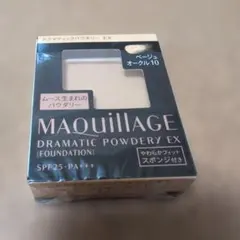 ドラマティックパウダリー EX
ベージュ
オークル10
ムース生まれの
パウダリー
MAQuillAGE
DRAMATIC POWDERY EX
(FOUNDATION)
SPF25・PA+++
やわらかフィット
スポンジ付き